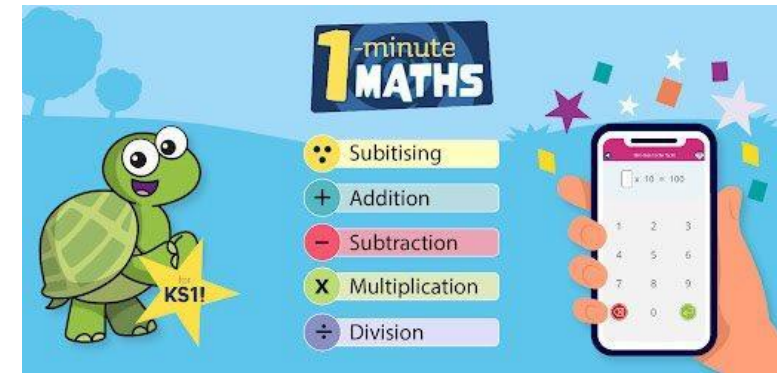 1-minute
MATHS
Subitising
+ Addition
− Subtraction
x Multiplication
÷ Division
for
KS1!
x 10 = 100
1 2 3
4 5 6
7 8 9
0